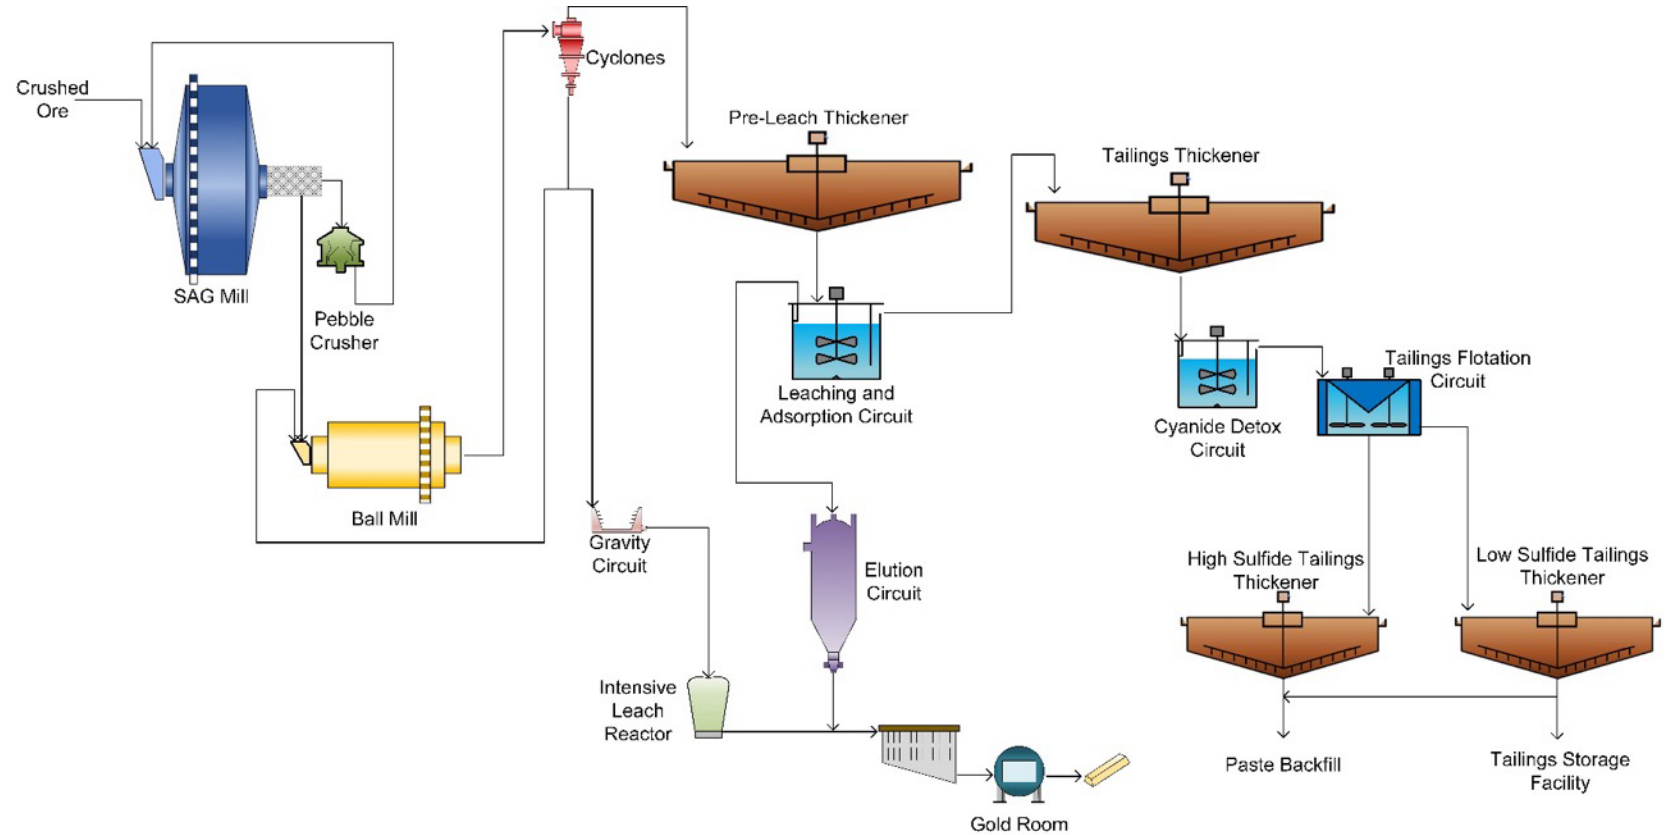 Crushed
Ore
SAG Mill
Pebble
Crusher
Ball Mill
Cyclones
Gravity
Circuit
Intensive
Leach
Reactor
Pre-Leach Thickener
Leaching and
Adsorption Circuit
Elution
Circuit
Gold Room
Tailings Thickener
Cyanide Detox
Circuit
Tailings Flotation
Circuit
High Sulfide Tailings
Thickener
Low Sulfide Tailings
Thickener
Paste Backfill
Tailings Storage
Facility